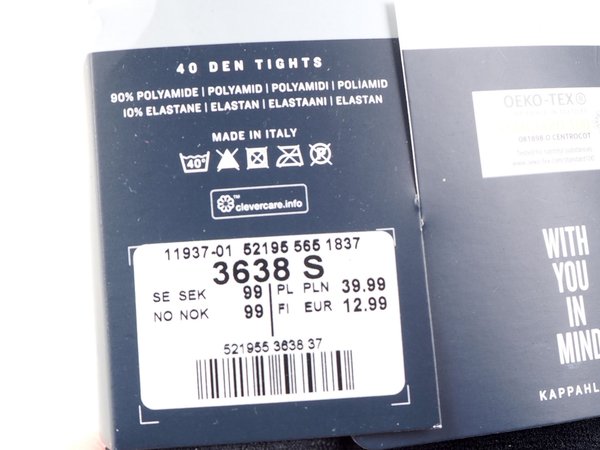 40 DEN TIGHTS
90% POLYAMIDE | POLYAMID | POLYAMIDI | POLIAMID
10% ELASTANE | ELASTAN | ELASTAANI | ELASTAN
MADE IN ITALY
40°
clevercare.info
11937-01 52195 565 1837
3638 S
SE SEK 99 PL PLN 39.99
NO NOK 99 FI EUR 12.99
521955 3638 37
OEKO-TEX®
081898.O CENTROCOT
WITH
YOU
IN
MIND
KAPPAHL